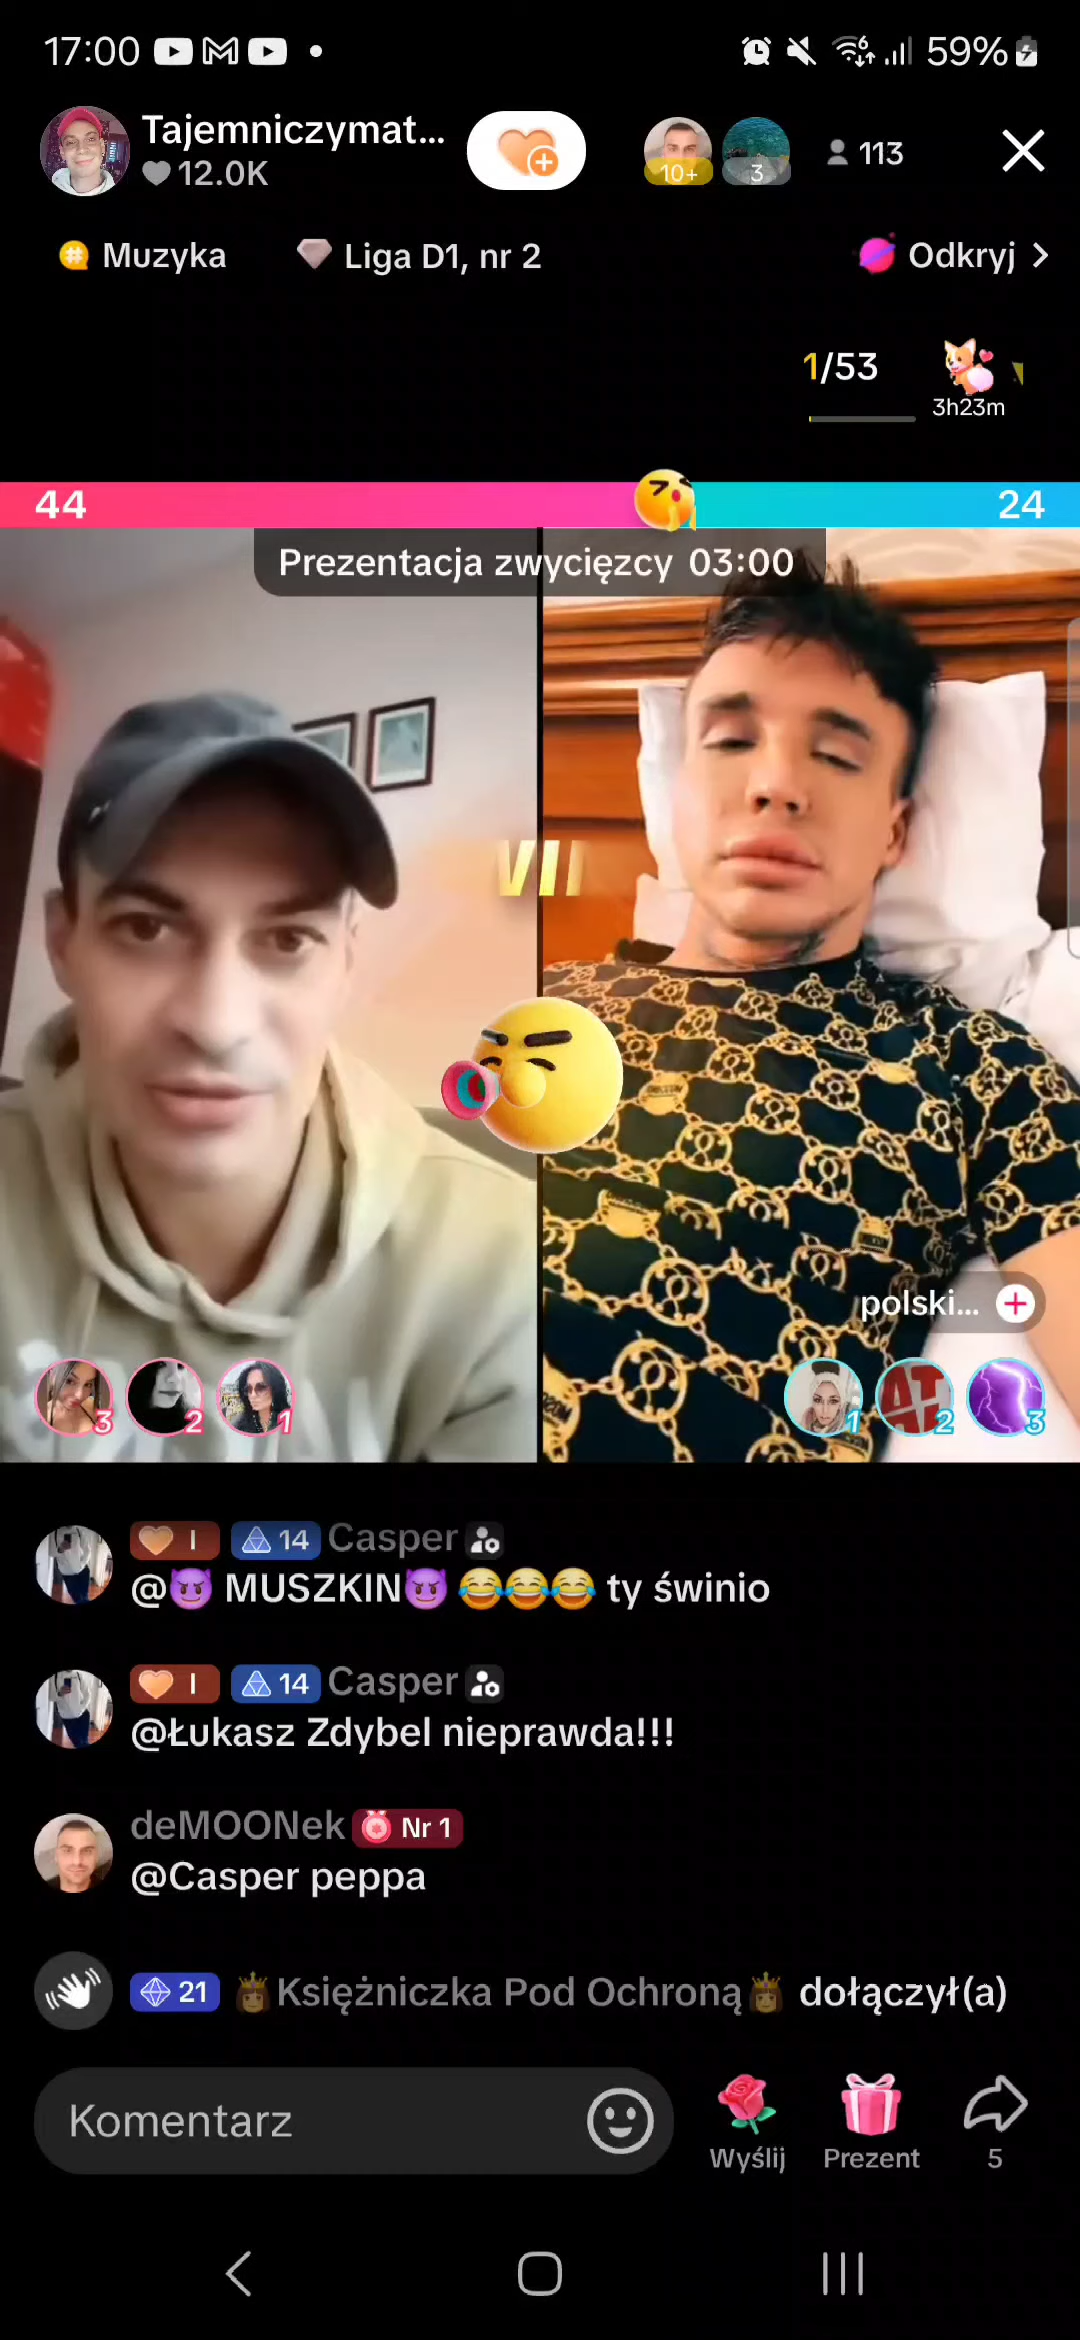 17:00
59%
Tajemniczymat...
12.0K
10+
3
113
Muzyka
Liga D1, nr 2
Odkryj
1/53
3h23m
44
24
Prezentacja zwycięzcy 03:00
polski...
3
2
1
1
2
3
I 14 Casper
@😈 MUSZKIN😈 😂😂😂 ty świnio
I 14 Casper
@Łukasz Zdybel nieprawda!!!
deMOONek Nr 1
@Casper peppa
21 👸Księżniczka Pod Ochroną👸 dołączył(a)
Komentarz
Wyślij
Prezent
5